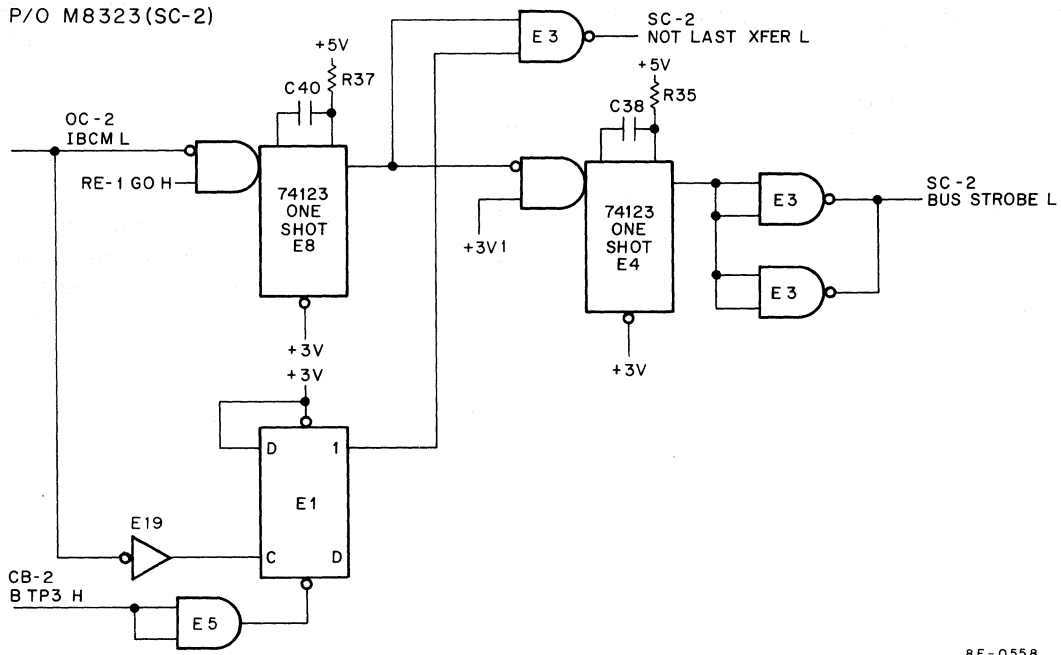 P/O M8323(SC-2)
+5V
R37
C40
OC-2
IBCM L
RE-1 GO H
74123
ONE
SHOT
E8
+3V
+3V
E3
SC-2
NOT LAST XFER L
+5V
R35
C38
+3V1
74123
ONE
SHOT
E4
+3V
E3
E3
SC-2
BUS STROBE L
D 1
E1
C D
E19
CB-2
B TP3 H
E5
8E-0558